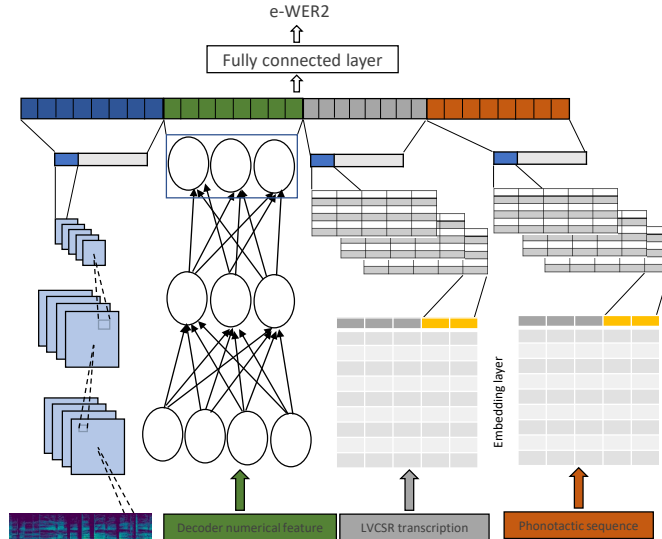 e-WER2
Fully connected layer
Embedding layer
Decoder numerical feature
LVCSR transcription
Phonotactic sequence